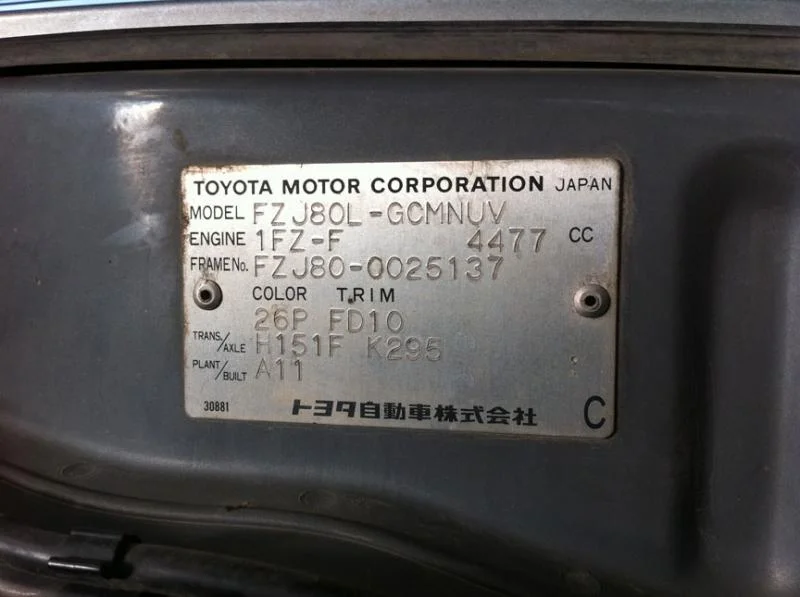 TOYOTA MOTOR CORPORATION JAPAN
MODEL FZJ80L-GCMNUV
ENGINE 1FZ-F 4477 CC
FRAME No. FZJ80-0025137
COLOR TRIM
26P FD10
TRANS./AXLE H151F K295
PLANT/BUILT A11
30881 トヨタ自動車株式会社 C